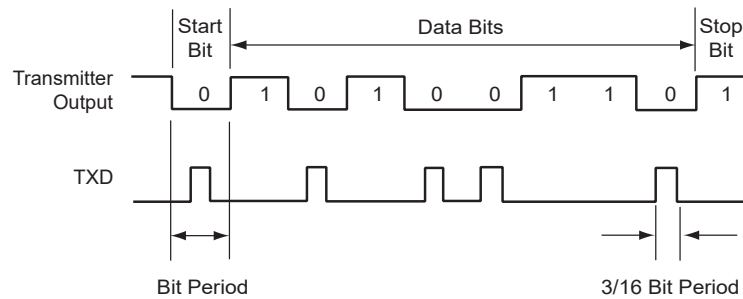 Start Bit
Data Bits
Stop Bit
Transmitter Output
0 1 0 1 0 0 1 1 0 1
TXD
Bit Period
3/16 Bit Period